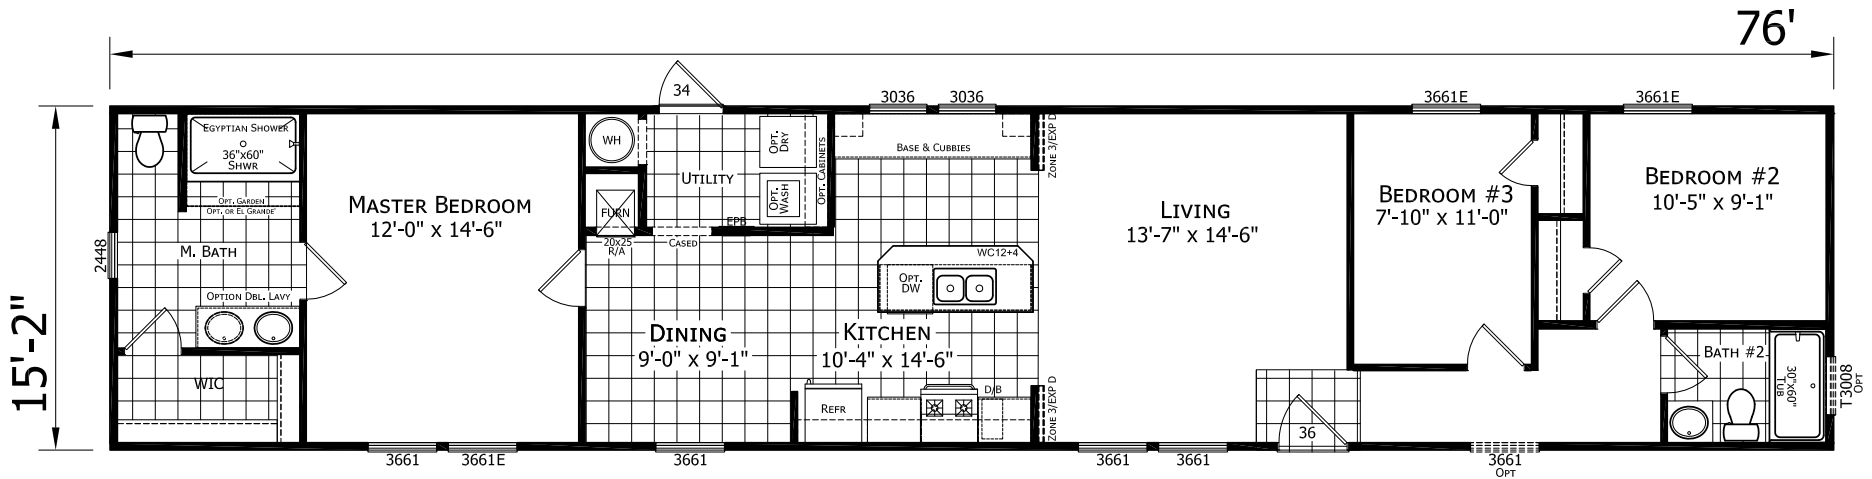 76'
15'-2"
34
3036
3036
3661E
3661E
EGYPTIAN SHOWER
36"x60"
SHWR
OPT. GARDEN
OPT. OR EL GRANDE'
M. BATH
2448
OPTION DBL. LAVY
WIC
MASTER BEDROOM
12'-0" x 14'-6"
WH
FURN
20x25
R/A
UTILITY
OPT.
DRY
OPT.
WASH
OPT. CABINETS
EPB
CASED
BASE & CUBBIES
ZONE 3/EXP D
WC12+4
OPT.
DW
DINING
9'-0" x 9'-1"
KITCHEN
10'-4" x 14'-6"
REFR
D/B
ZONE 3/EXP D
LIVING
13'-7" x 14'-6"
36
BEDROOM #3
7'-10" x 11'-0"
BEDROOM #2
10'-5" x 9'-1"
BATH #2
30"x60"
TUB
T3008
OPT
3661
3661E
3661
3661
3661
3661
OPT